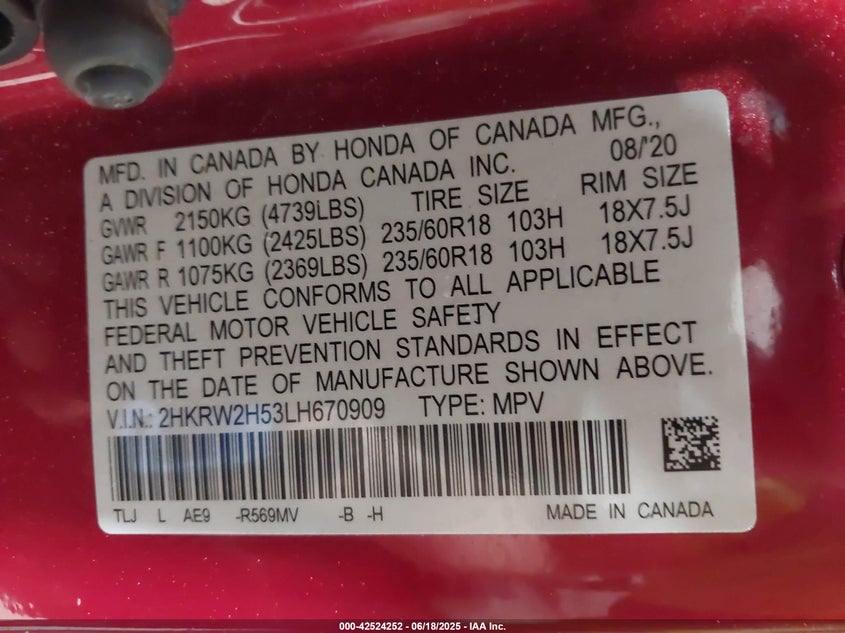 MFD. IN CANADA BY HONDA OF CANADA MFG.,
A DIVISION OF HONDA CANADA INC. 08/'20
GVWR 2150KG (4739LBS) TIRE SIZE RIM SIZE
GAWR F 1100KG (2425LBS) 235/60R18 103H 18X7.5J
GAWR R 1075KG (2369LBS) 235/60R18 103H 18X7.5J
THIS VEHICLE CONFORMS TO ALL APPLICABLE
FEDERAL MOTOR VEHICLE SAFETY
AND THEFT PREVENTION STANDARDS IN EFFECT
ON THE DATE OF MANUFACTURE SHOWN ABOVE.
V.I.N.: 2HKRW2H53LH670909 TYPE: MPV
TLJ L AE9 -R569MV -B -H MADE IN CANADA
000-42524252 - 06/18/2025 - IAA Inc.